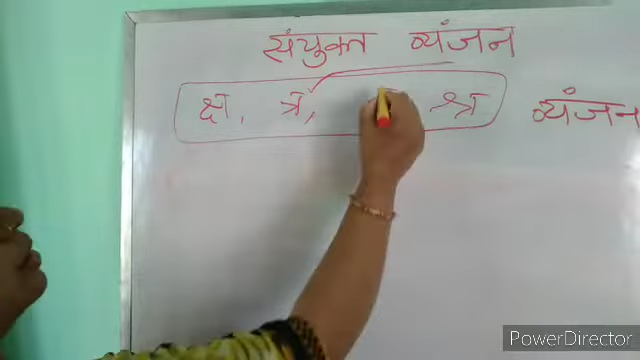 संयुक्त व्यंजन
क्ष, त्र, श्र
व्यंजन
PowerDirector